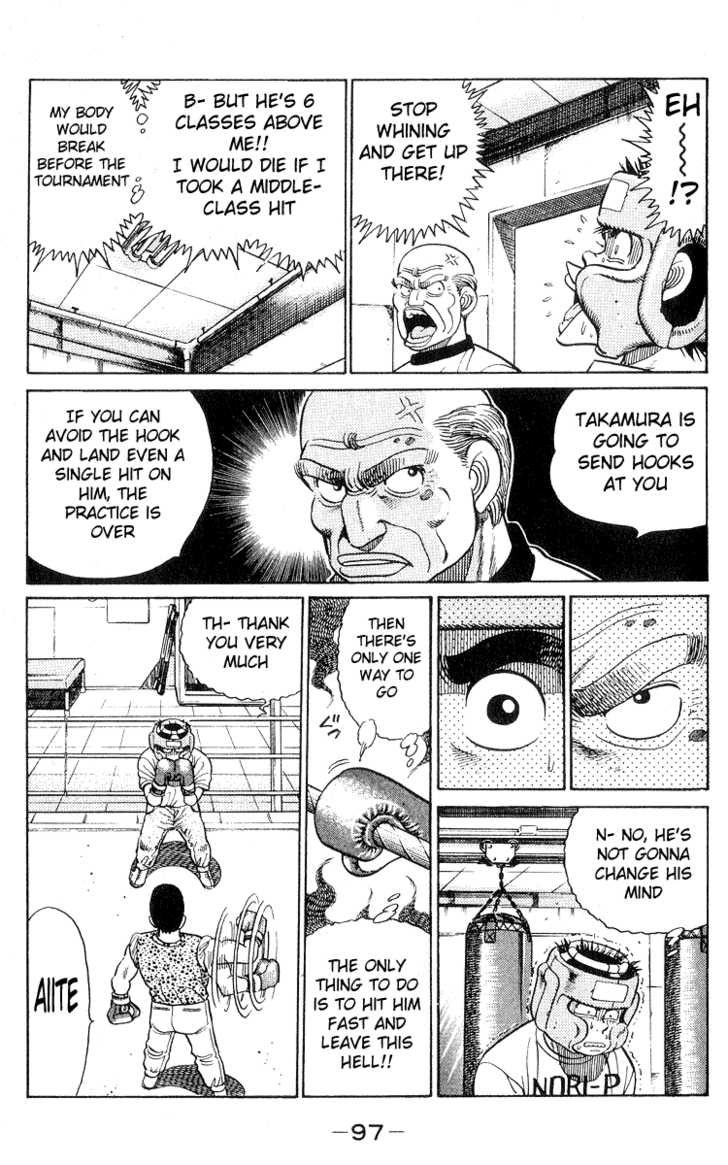 EH
~
~
~
!?
STOP
WHINING
AND GET UP
THERE!
B- BUT HE'S 6
CLASSES ABOVE
ME!!
I WOULD DIE IF I
TOOK A MIDDLE-
CLASS HIT
MY BODY
WOULD
BREAK
BEFORE THE
TOURNAMENT
TAKAMURA IS
GOING TO
SEND HOOKS
AT YOU
IF YOU CAN
AVOID THE HOOK
AND LAND EVEN A
SINGLE HIT ON
HIM, THE
PRACTICE IS
OVER
N- NO, HE'S
NOT GONNA
CHANGE HIS
MIND
NORI-P
THEN
THERE'S
ONLY ONE
WAY TO
GO
THE ONLY
THING TO DO
IS TO HIT HIM
FAST AND
LEAVE THIS
HELL!!
TH- THANK
YOU VERY
MUCH
AIITE
—97—